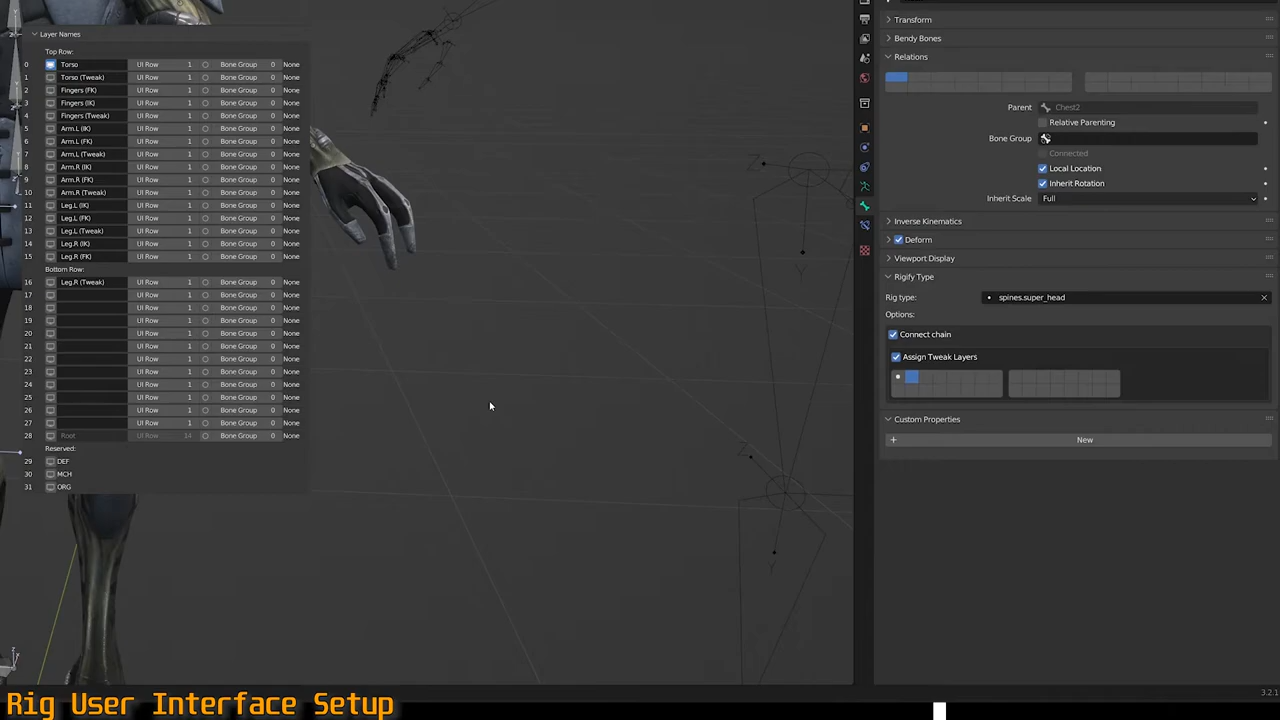 Layer Names
Top Row:
0 Torso UI Row 1 Bone Group 0 None
1 Torso (Tweak) UI Row 1 Bone Group 0 None
2 Fingers (FK) UI Row 1 Bone Group 0 None
3 Fingers (IK) UI Row 1 Bone Group 0 None
4 Fingers (Tweak) UI Row 1 Bone Group 0 None
5 Arm.L (IK) UI Row 1 Bone Group 0 None
6 Arm.L (FK) UI Row 1 Bone Group 0 None
7 Arm.L (Tweak) UI Row 1 Bone Group 0 None
8 Arm.R (IK) UI Row 1 Bone Group 0 None
9 Arm.R (FK) UI Row 1 Bone Group 0 None
10 Arm.R (Tweak) UI Row 1 Bone Group 0 None
11 Leg.L (IK) UI Row 1 Bone Group 0 None
12 Leg.L (FK) UI Row 1 Bone Group 0 None
13 Leg.L (Tweak) UI Row 1 Bone Group 0 None
14 Leg.R (IK) UI Row 1 Bone Group 0 None
15 Leg.R (FK) UI Row 1 Bone Group 0 None
Bottom Row:
16 Leg.R (Tweak) UI Row 1 Bone Group 0 None
17 UI Row 1 Bone Group 0 None
18 UI Row 1 Bone Group 0 None
19 UI Row 1 Bone Group 0 None
20 UI Row 1 Bone Group 0 None
21 UI Row 1 Bone Group 0 None
22 UI Row 1 Bone Group 0 None
23 UI Row 1 Bone Group 0 None
24 UI Row 1 Bone Group 0 None
25 UI Row 1 Bone Group 0 None
26 UI Row 1 Bone Group 0 None
27 UI Row 1 Bone Group 0 None
28 Root UI Row 14 Bone Group 0 None
Reserved:
29 DEF
30 MCH
31 ORG
Z
Y
Z
Y
Transform
Bendy Bones
Relations
Parent Chest2
Relative Parenting
Bone Group
Connected
Local Location
Inherit Rotation
Inherit Scale Full
Inverse Kinematics
Deform
Viewport Display
Rigify Type
Rig type: spines.super_head
Options:
Connect chain
Assign Tweak Layers
Custom Properties
New
3.2.1
Rig User Interface Setup